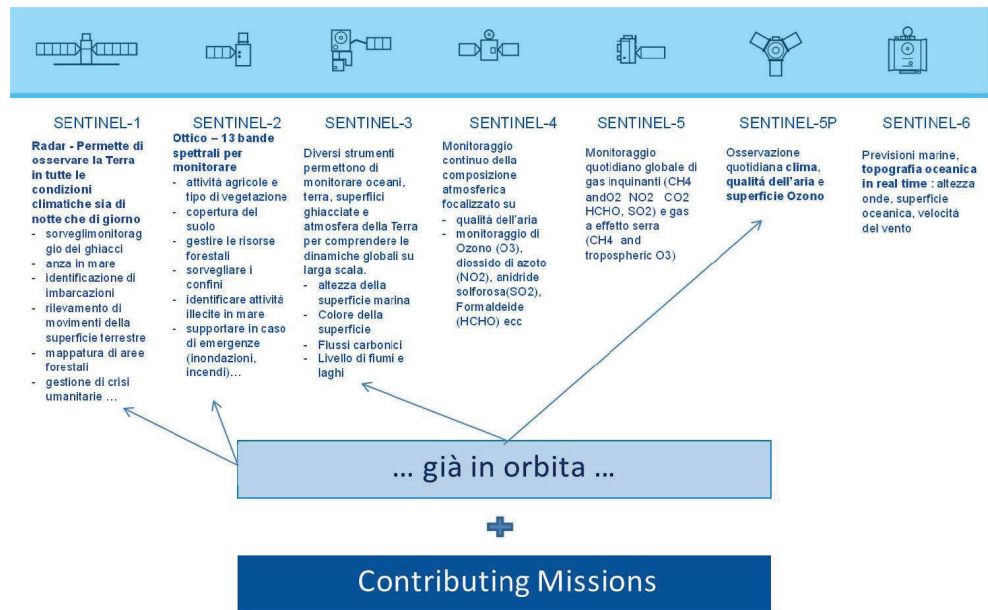 SENTINEL-1
Radar - Permette di
osservare la Terra
in tutte le
condizioni
climatiche sia di
notte che di giorno
- sorveglimonitorag
gio dei ghiacci
- anza in mare
- identificazione di
imbarcazioni
- rilevamento di
movimenti della
superficie terrestre
- mappatura di aree
forestali
- gestione di crisi
umanitarie ...
SENTINEL-2
Ottico – 13 bande
spettrali per
monitorare
- attività agricole e
tipo di vegetazione
- copertura del
suolo
- gestire le risorse
forestali
- sorvegliare i
confini
- identificare attività
illecite in mare
- supportare in caso
di emergenze
(inondazioni,
incendi)...
SENTINEL-3
Diversi strumenti
permettono di
monitorare oceani,
terra, superfiici
ghiacciate e
atmosfera della Terra
per comprendere le
dinamiche globali su
larga scala.
- altezza della
superficie marina
- Colore della
superficie
- Flussi carbonici
- Livello di fiumi e
laghi
SENTINEL-4
Monitoraggio
continuo della
composizione
atmosferica
focalizzato su
- qualità dell'aria
- monitoraggio di
Ozono (O3),
diossido di azoto
(NO2), anidride
solforosa(SO2),
Formaldeide
(HCHO) ecc
SENTINEL-5
Monitoraggio
quotidiano globale di
gas inquinanti (CH4
andO2 NO2 CO2
HCHO, SO2) e gas
a effetto serra
(CH4 and
tropospheric O3)
SENTINEL-5P
Osservazione
quotidiana clima,
qualità dell'aria e
superficie Ozono
SENTINEL-6
Previsioni marine,
topografia oceanica
in real time : altezza
onde, superficie
oceanica, velocità
del vento
... già in orbita ...
+
Contributing Missions